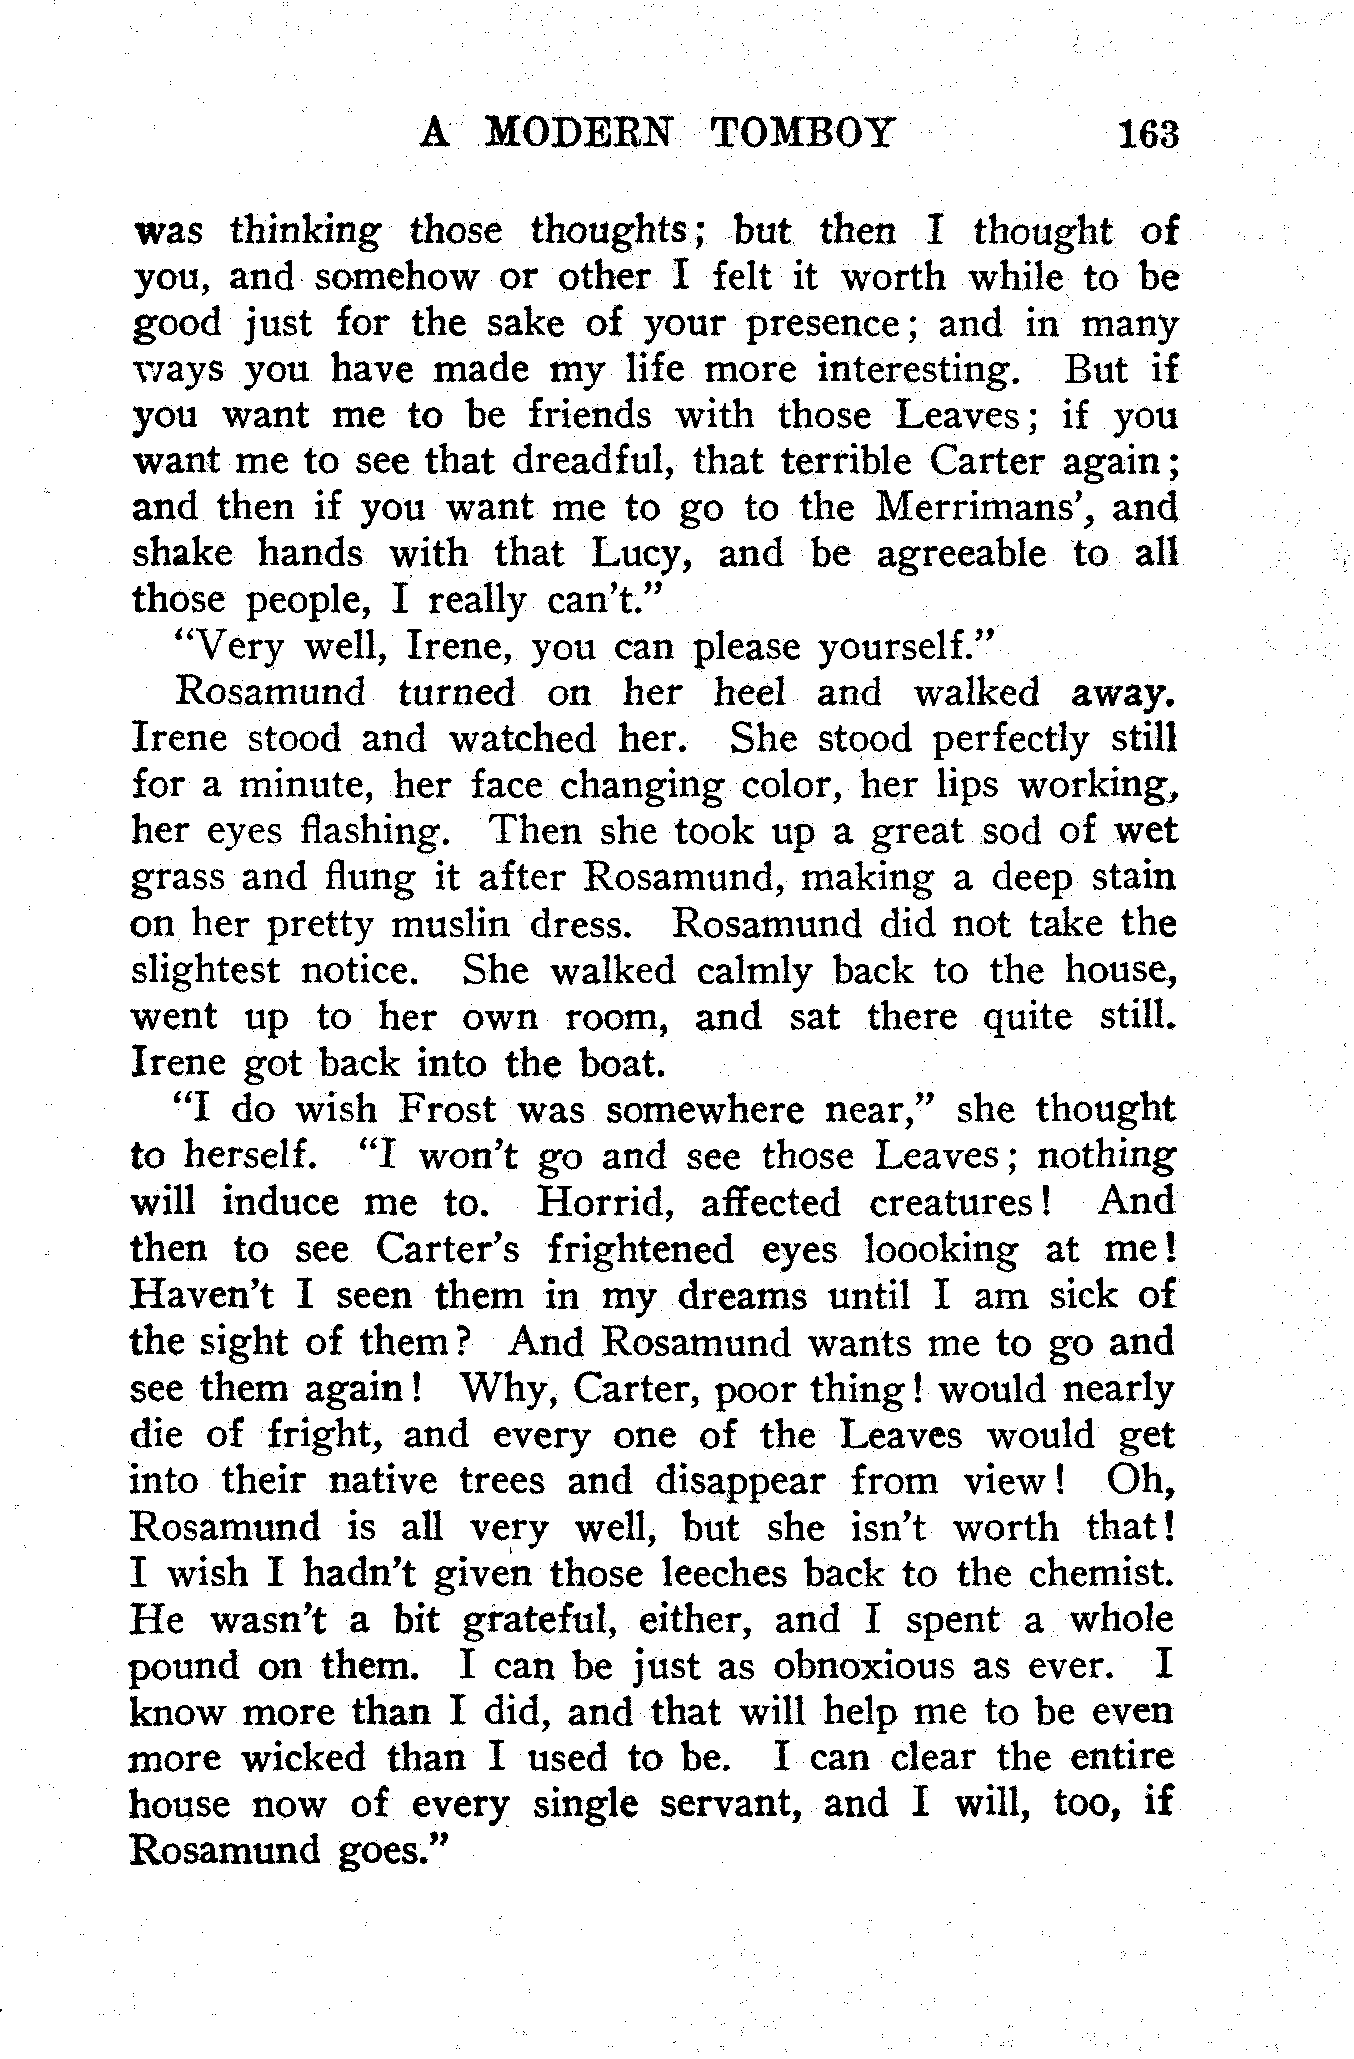 A MODERN TOMBOY 163
was thinking those thoughts; but then I thought of
you, and somehow or other I felt it worth while to be
good just for the sake of your presence; and in many
ways you have made my life more interesting. But if
you want me to be friends with those Leaves; if you
want me to see that dreadful, that terrible Carter again;
and then if you want me to go to the Merrimans', and
shake hands with that Lucy, and be agreeable to all
those people, I really can't.”
“Very well, Irene, you can please yourself.”
Rosamund turned on her heel and walked away.
Irene stood and watched her. She stood perfectly still
for a minute, her face changing color, her lips working,
her eyes flashing. Then she took up a great sod of wet
grass and flung it after Rosamund, making a deep stain
on her pretty muslin dress. Rosamund did not take the
slightest notice. She walked calmly back to the house,
went up to her own room, and sat there quite still.
Irene got back into the boat.
“I do wish Frost was somewhere near,” she thought
to herself. “I won't go and see those Leaves; nothing
will induce me to. Horrid, affected creatures! And
then to see Carter's frightened eyes loooking at me!
Haven't I seen them in my dreams until I am sick of
the sight of them? And Rosamund wants me to go and
see them again! Why, Carter, poor thing! would nearly
die of fright, and every one of the Leaves would get
into their native trees and disappear from view! Oh,
Rosamund is all very well, but she isn't worth that!
I wish I hadn't given those leeches back to the chemist.
He wasn't a bit grateful, either, and I spent a whole
pound on them. I can be just as obnoxious as ever. I
know more than I did, and that will help me to be even
more wicked than I used to be. I can clear the entire
house now of every single servant, and I will, too, if
Rosamund goes.”